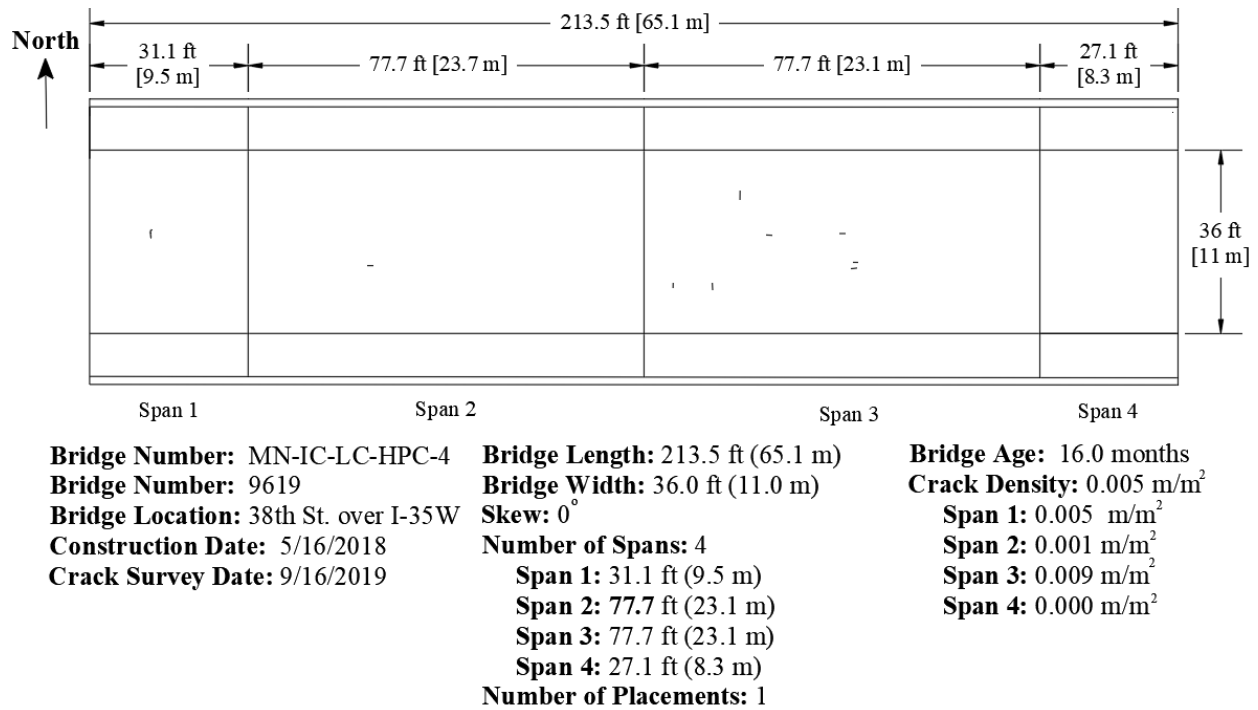 213.5 ft [65.1 m]
North
31.1 ft
[9.5 m]
77.7 ft [23.7 m]
77.7 ft [23.1 m]
27.1 ft
[8.3 m]
36 ft
[11 m]
Span 1
Span 2
Span 3
Span 4
Bridge Number: MN-IC-LC-HPC-4
Bridge Number: 9619
Bridge Location: 38th St. over I-35W
Construction Date: 5/16/2018
Crack Survey Date: 9/16/2019
Bridge Length: 213.5 ft (65.1 m)
Bridge Width: 36.0 ft (11.0 m)
Skew: 0°
Number of Spans: 4
Span 1: 31.1 ft (9.5 m)
Span 2: 77.7 ft (23.1 m)
Span 3: 77.7 ft (23.1 m)
Span 4: 27.1 ft (8.3 m)
Number of Placements: 1
Bridge Age: 16.0 months
Crack Density: 0.005 m/m²
Span 1: 0.005 m/m²
Span 2: 0.001 m/m²
Span 3: 0.009 m/m²
Span 4: 0.000 m/m²